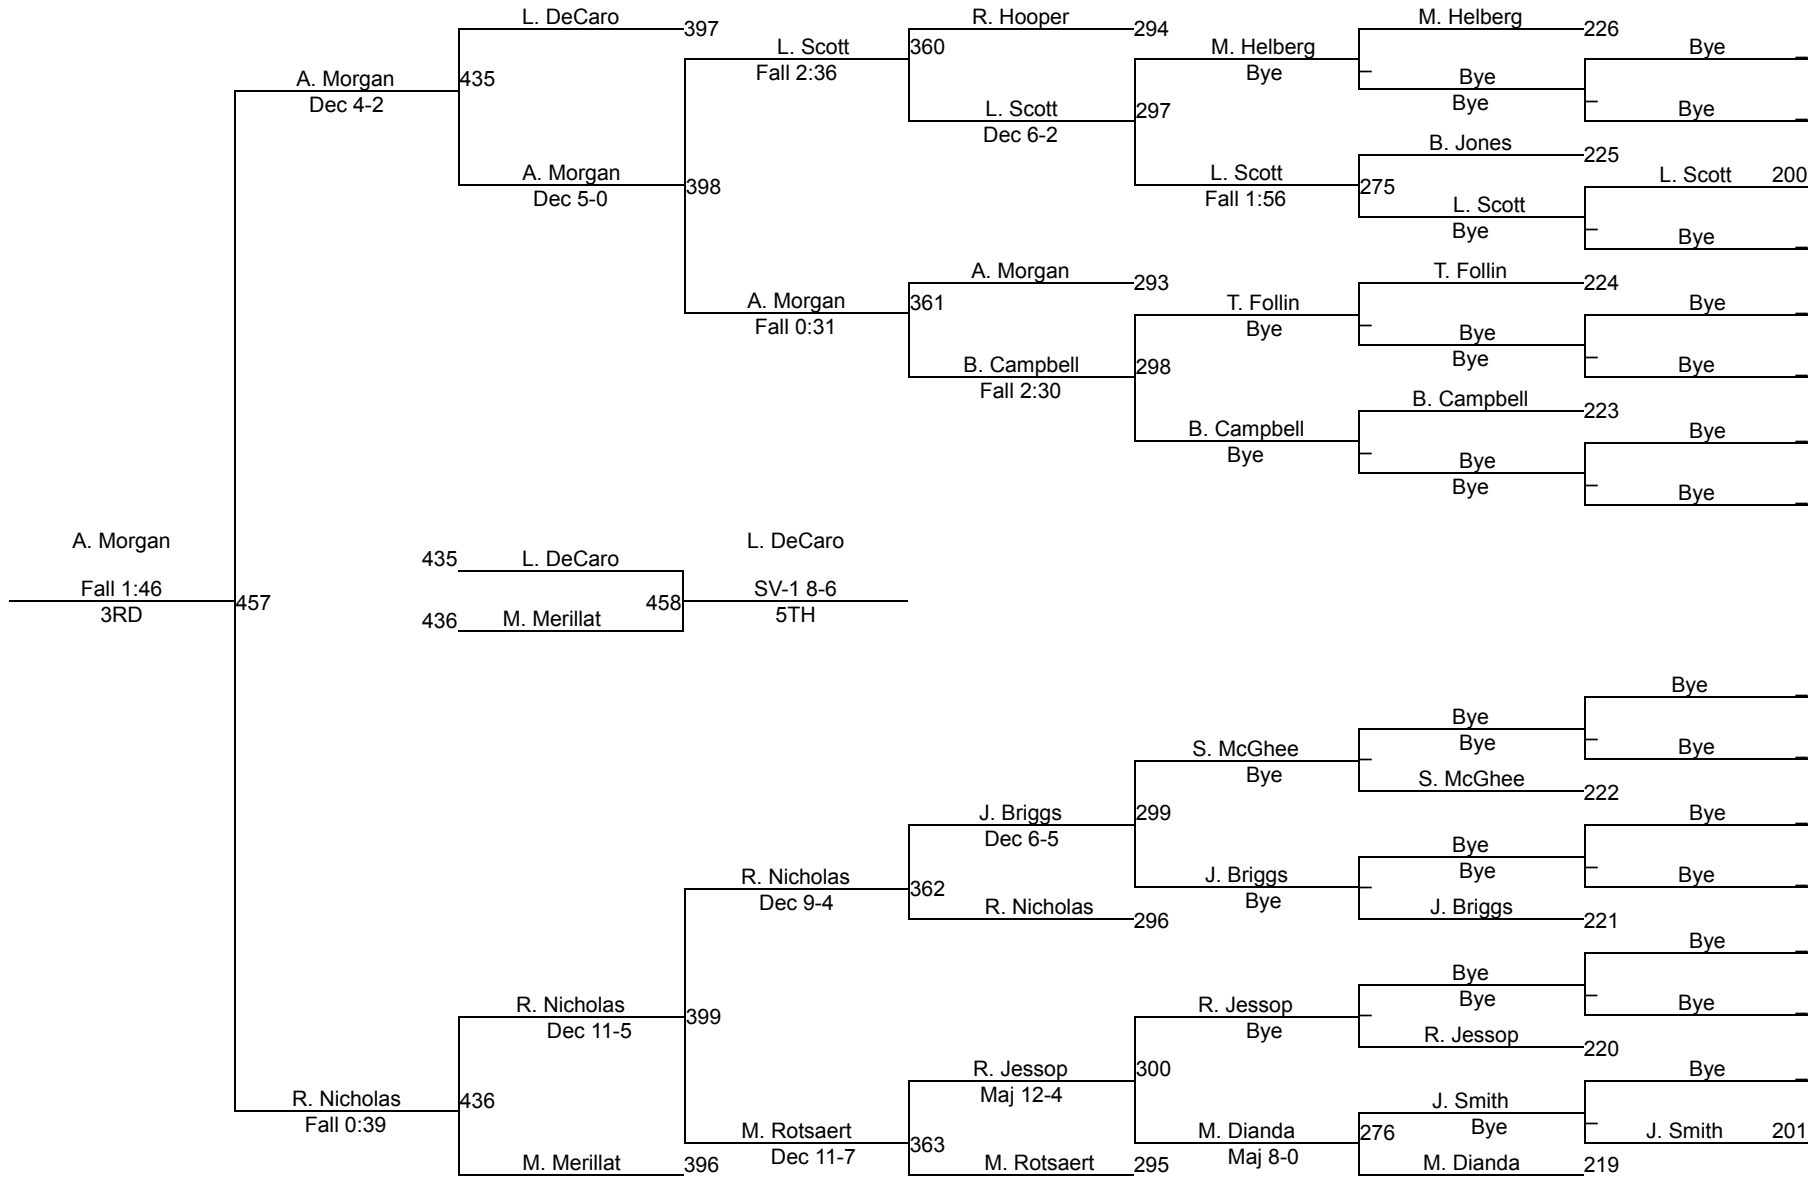 L. DeCaro 397 R. Hooper 294 M. Helberg 226
L. Scott 360 M. Helberg Bye
Fall 2:36 Bye
A. Morgan 435 Bye
Dec 4-2 L. Scott 297 Bye Bye
Dec 6-2
B. Jones 225
A. Morgan 398 L. Scott 275 L. Scott 200
Dec 5-0 Fall 1:56 L. Scott
Bye Bye
A. Morgan 293 T. Follin 224
A. Morgan 361 T. Follin Bye
Fall 0:31 Bye Bye
B. Campbell 298 Bye Bye
Fall 2:30
B. Campbell 223
B. Campbell Bye
Bye Bye
Bye Bye
A. Morgan L. DeCaro
435 L. DeCaro
Fall 1:46 457 458 SV-1 8-6
3RD 436 M. Merillat 5TH
Bye
Bye
S. McGhee Bye Bye
Bye S. McGhee 222
J. Briggs 299 Bye
Dec 6-5 Bye
R. Nicholas 362 J. Briggs Bye Bye
Dec 9-4 Bye
R. Nicholas 296 J. Briggs 221
Bye
Bye
R. Nicholas 399 R. Jessop Bye Bye
Dec 11-5 Bye R. Jessop 220
R. Jessop 300 Bye
Maj 12-4
R. Nicholas 436 J. Smith
Fall 0:39 M. Rotsaert 363 M. Dianda 276 Bye J. Smith 201
Dec 11-7 Maj 8-0
M. Merillat 396 M. Rotsaert 295 M. Dianda 219